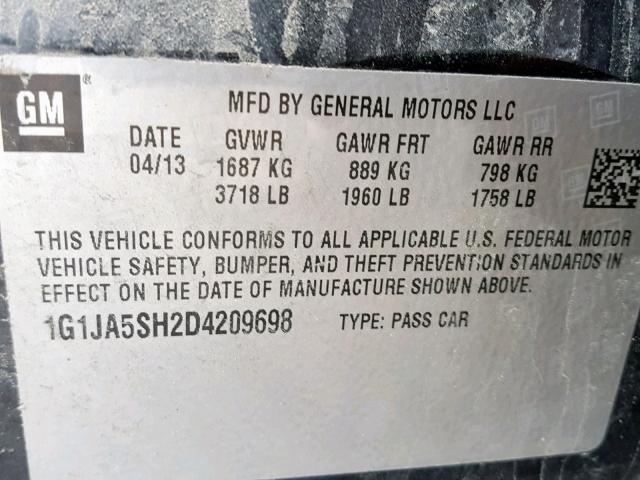 GM ® MFD BY GENERAL MOTORS LLC
DATE GVWR GAWR FRT GAWR RR
04/13 1687 KG 889 KG 798 KG
3718 LB 1960 LB 1758 LB
THIS VEHICLE CONFORMS TO ALL APPLICABLE U.S. FEDERAL MOTOR
VEHICLE SAFETY, BUMPER, AND THEFT PREVENTION STANDARDS IN
EFFECT ON THE DATE OF MANUFACTURE SHOWN ABOVE.
1G1JA5SH2D4209698 TYPE: PASS CAR